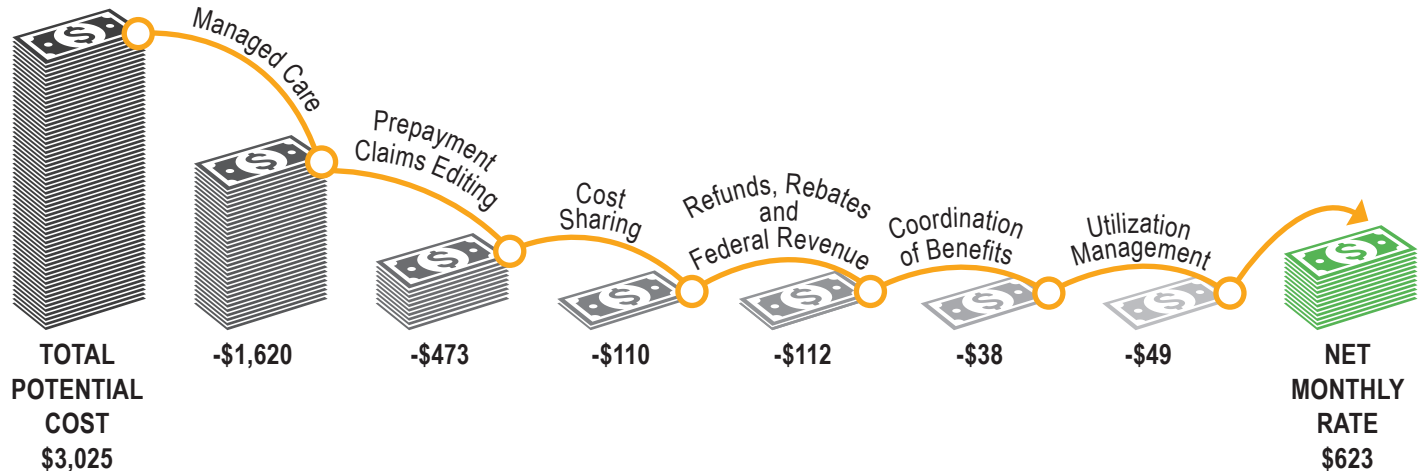 Managed Care
Prepayment
Claims Editing
Cost
Sharing
Refunds, Rebates
and
Federal Revenue
Coordination
of Benefits
Utilization
Management
TOTAL
POTENTIAL
COST
$3,025
-$1,620
-$473
-$110
-$112
-$38
-$49
NET
MONTHLY
RATE
$623